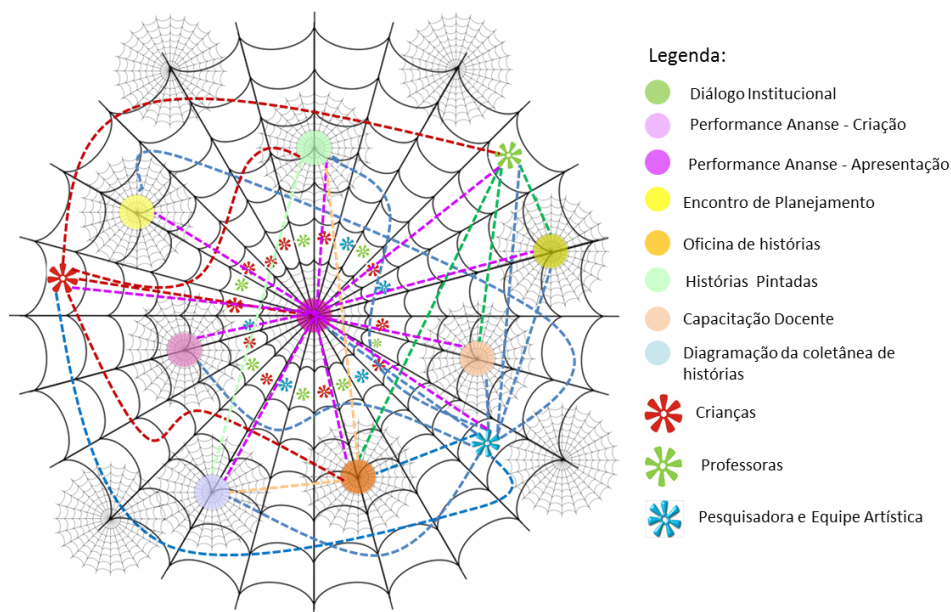 Legenda:
Diálogo Institucional
Performance Ananse - Criação
Performance Ananse - Apresentação
Encontro de Planejamento
Oficina de histórias
Histórias Pintadas
Capacitação Docente
Diagramação da coletânea de
histórias
Crianças
Professoras
Pesquisadora e Equipe Artística